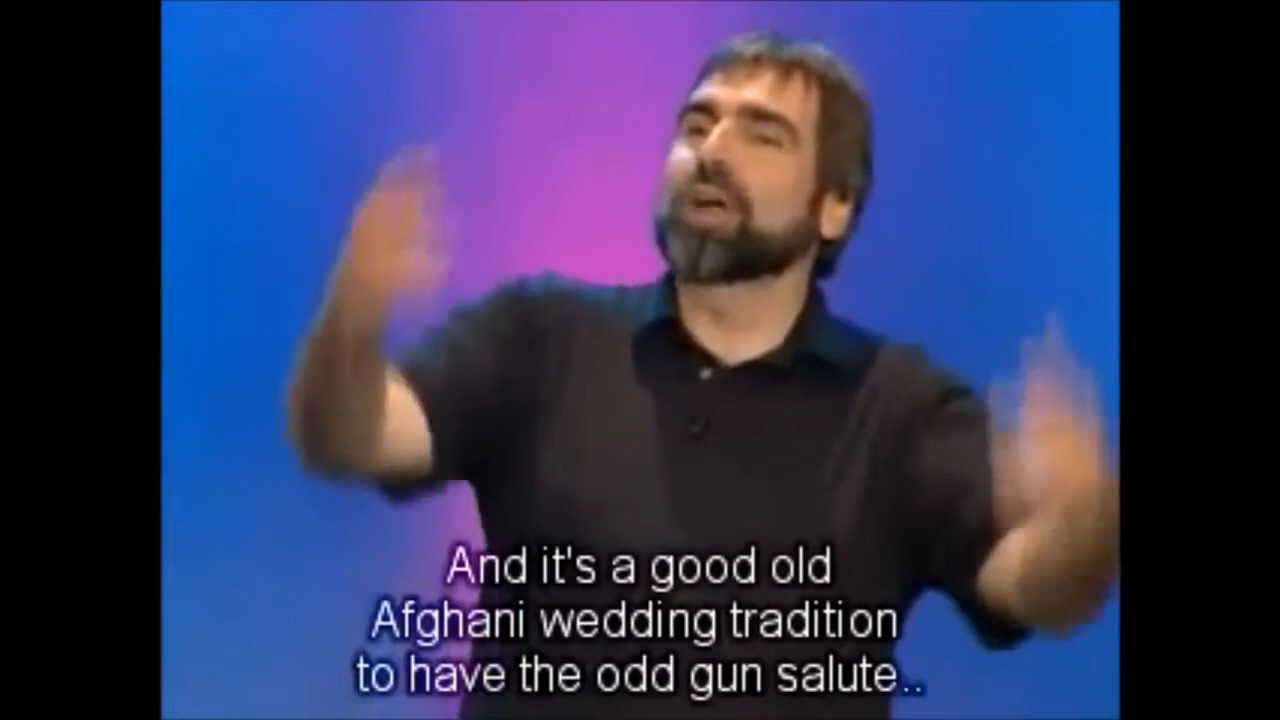 And it's a good old
Afghani wedding tradition
to have the odd gun salute..